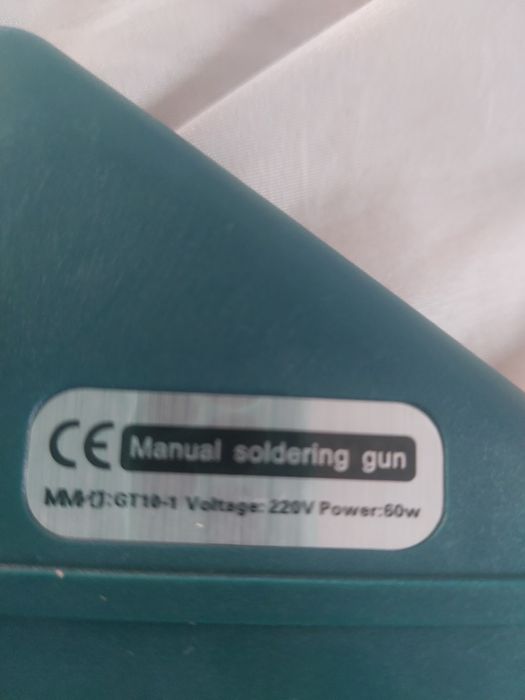 CE Manual soldering gun
:GT10-1 Voltage: 220V Power:60w